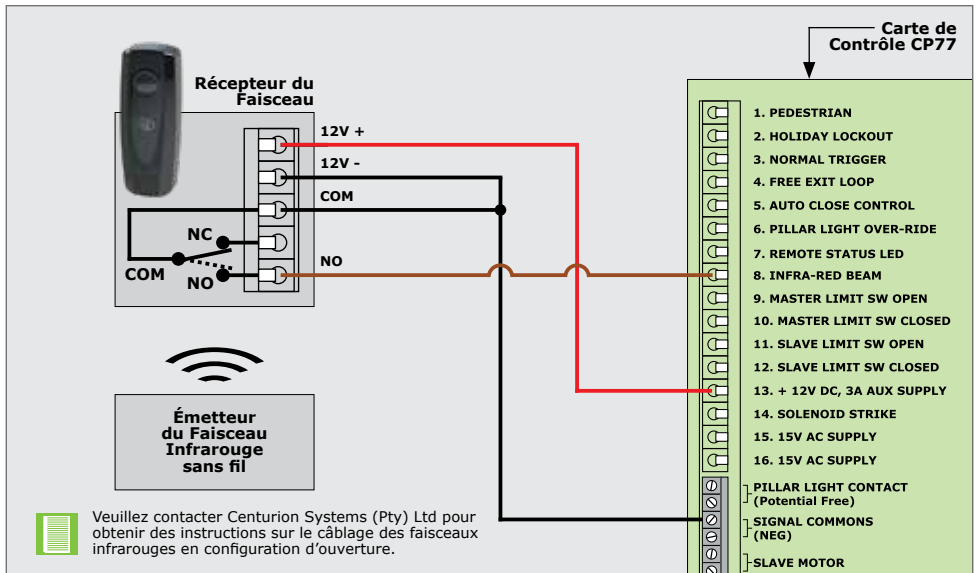 Carte de
Contrôle CP77
Récepteur du
Faisceau
12V +
12V -
COM
NC
COM
NO
NO
1. PEDESTRIAN
2. HOLIDAY LOCKOUT
3. NORMAL TRIGGER
4. FREE EXIT LOOP
5. AUTO CLOSE CONTROL
6. PILLAR LIGHT OVER-RIDE
7. REMOTE STATUS LED
8. INFRA-RED BEAM
9. MASTER LIMIT SW OPEN
10. MASTER LIMIT SW CLOSED
11. SLAVE LIMIT SW OPEN
12. SLAVE LIMIT SW CLOSED
13. + 12V DC, 3A AUX SUPPLY
14. SOLENOID STRIKE
15. 15V AC SUPPLY
16. 15V AC SUPPLY
PILLAR LIGHT CONTACT
(Potential Free)
SIGNAL COMMONS
(NEG)
SLAVE MOTOR
Émetteur
du Faisceau
Infrarouge
sans fil
Veuillez contacter Centurion Systems (Pty) Ltd pour
obtenir des instructions sur le câblage des faisceaux
infrarouges en configuration d'ouverture.